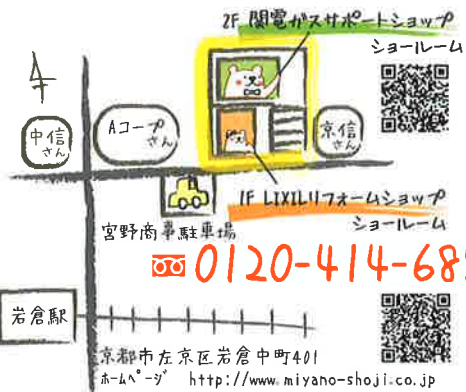 2F 関電ガスサポートショップ
ショールーム
中信
さん
Aコープ
さん
京信
さん
1F LIXILリフォームショップ
ショールーム
宮野商事駐車場
0120-414-68
岩倉駅
京都市左京区岩倉中町401
ホームページ http://www.miyano-shoji.co.jp